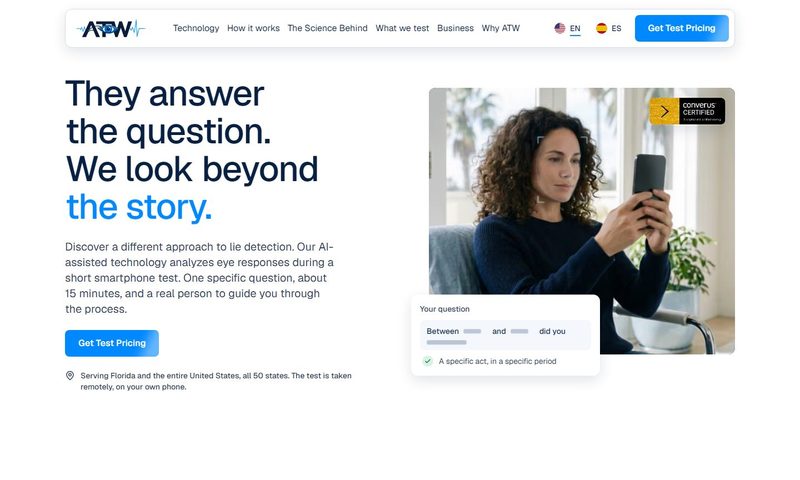 ATW
Technology How it works The Science Behind What we test Business Why ATW
EN ES Get Test Pricing
They answer
the question.
We look beyond
the story.
Discover a different approach to lie detection. Our AI-
assisted technology analyzes eye responses during a
short smartphone test. One specific question, about
15 minutes, and a real person to guide you through
the process.
Get Test Pricing
Serving Florida and the entire United States, all 50 states. The test is taken
remotely, on your own phone.
converus
CERTIFIED
Your question
Between and did you
A specific act, in a specific period